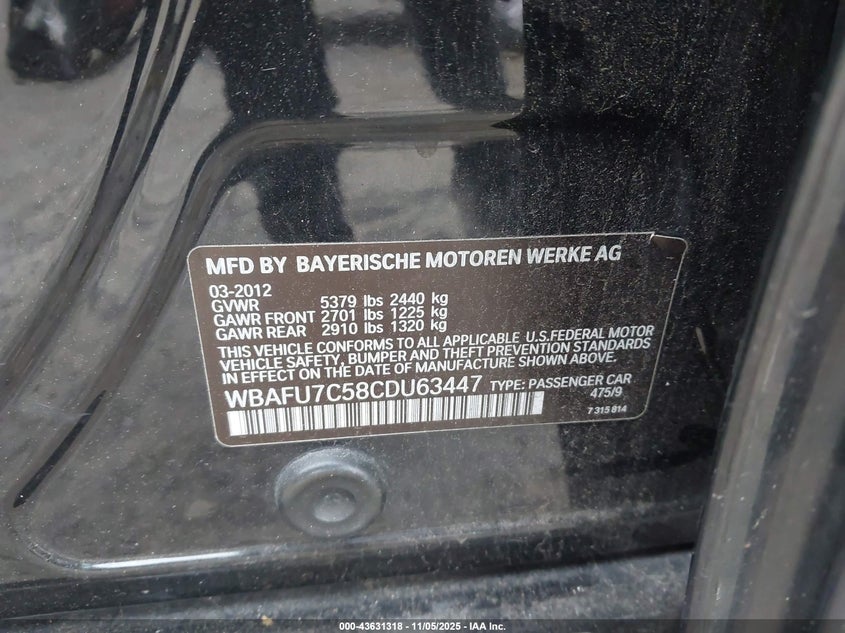 MFD BY BAYERISCHE MOTOREN WERKE AG
03-2012
GVWR 5379 lbs 2440 kg
GAWR FRONT 2701 lbs 1225 kg
GAWR REAR 2910 lbs 1320 kg
THIS VEHICLE CONFORMS TO ALL APPLICABLE U.S.FEDERAL MOTOR
VEHICLE SAFETY, BUMPER AND THEFT PREVENTION STANDARDS
IN EFFECT ON THE DATE OF MANUFACTURE SHOWN ABOVE.
WBAFU7C58CDU63447 TYPE: PASSENGER CAR
475/9
7 315 814
000-43631318 - 11/05/2025 - IAA Inc.